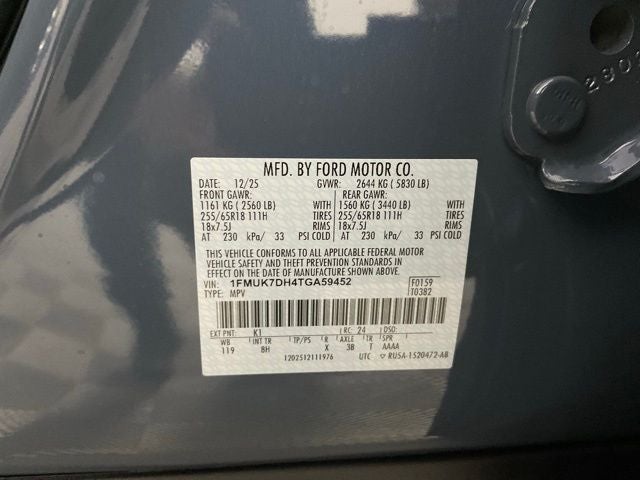 MFD. BY FORD MOTOR CO.
DATE: 12/25 GVWR: 2644 KG ( 5830 LB)
FRONT GAWR: REAR GAWR:
1161 KG ( 2560 LB) WITH 1560 KG ( 3440 LB) WITH
255/65R18 111H TIRES 255/65R18 111H TIRES
18x7.5J RIMS 18x7.5J RIMS
AT 230 kPa/ 33 PSI COLD AT 230 kPa/ 33 PSI COLD
THIS VEHICLE CONFORMS TO ALL APPLICABLE FEDERAL MOTOR
VEHICLE SAFETY AND THEFT PREVENTION STANDARDS IN
EFFECT ON THE DATE OF MANUFACTURE SHOWN ABOVE.
VIN: 1FMUK7DH4TGA59452 F0159
TYPE: MPV T0382
EXT PNT: K1 RC: 24 DSO:
WB INT TR TP/PS R AXLE TR SPR
119 8H X 3B T AAAA
1202512111976 UTC RU5A-1520472-AB